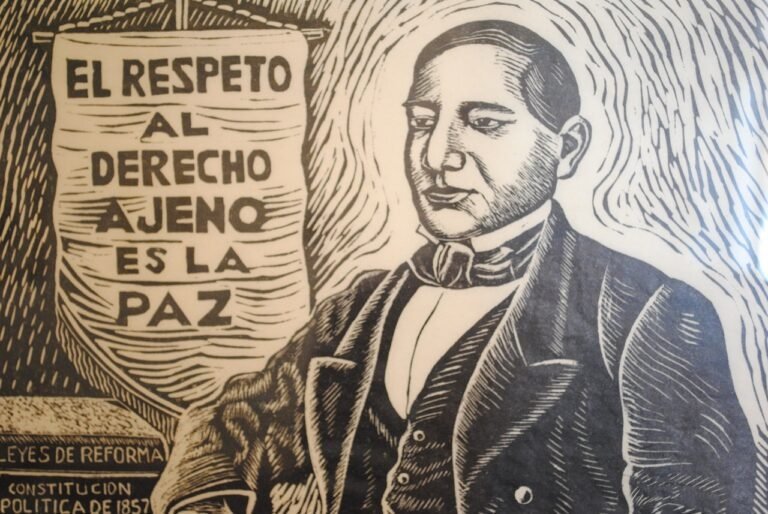 EL RESPETO
AL
DERECHO
AJENO
ES LA
PAZ
LEYES DE REFORMA
CONSTITUCION
POLITICA DE 1857